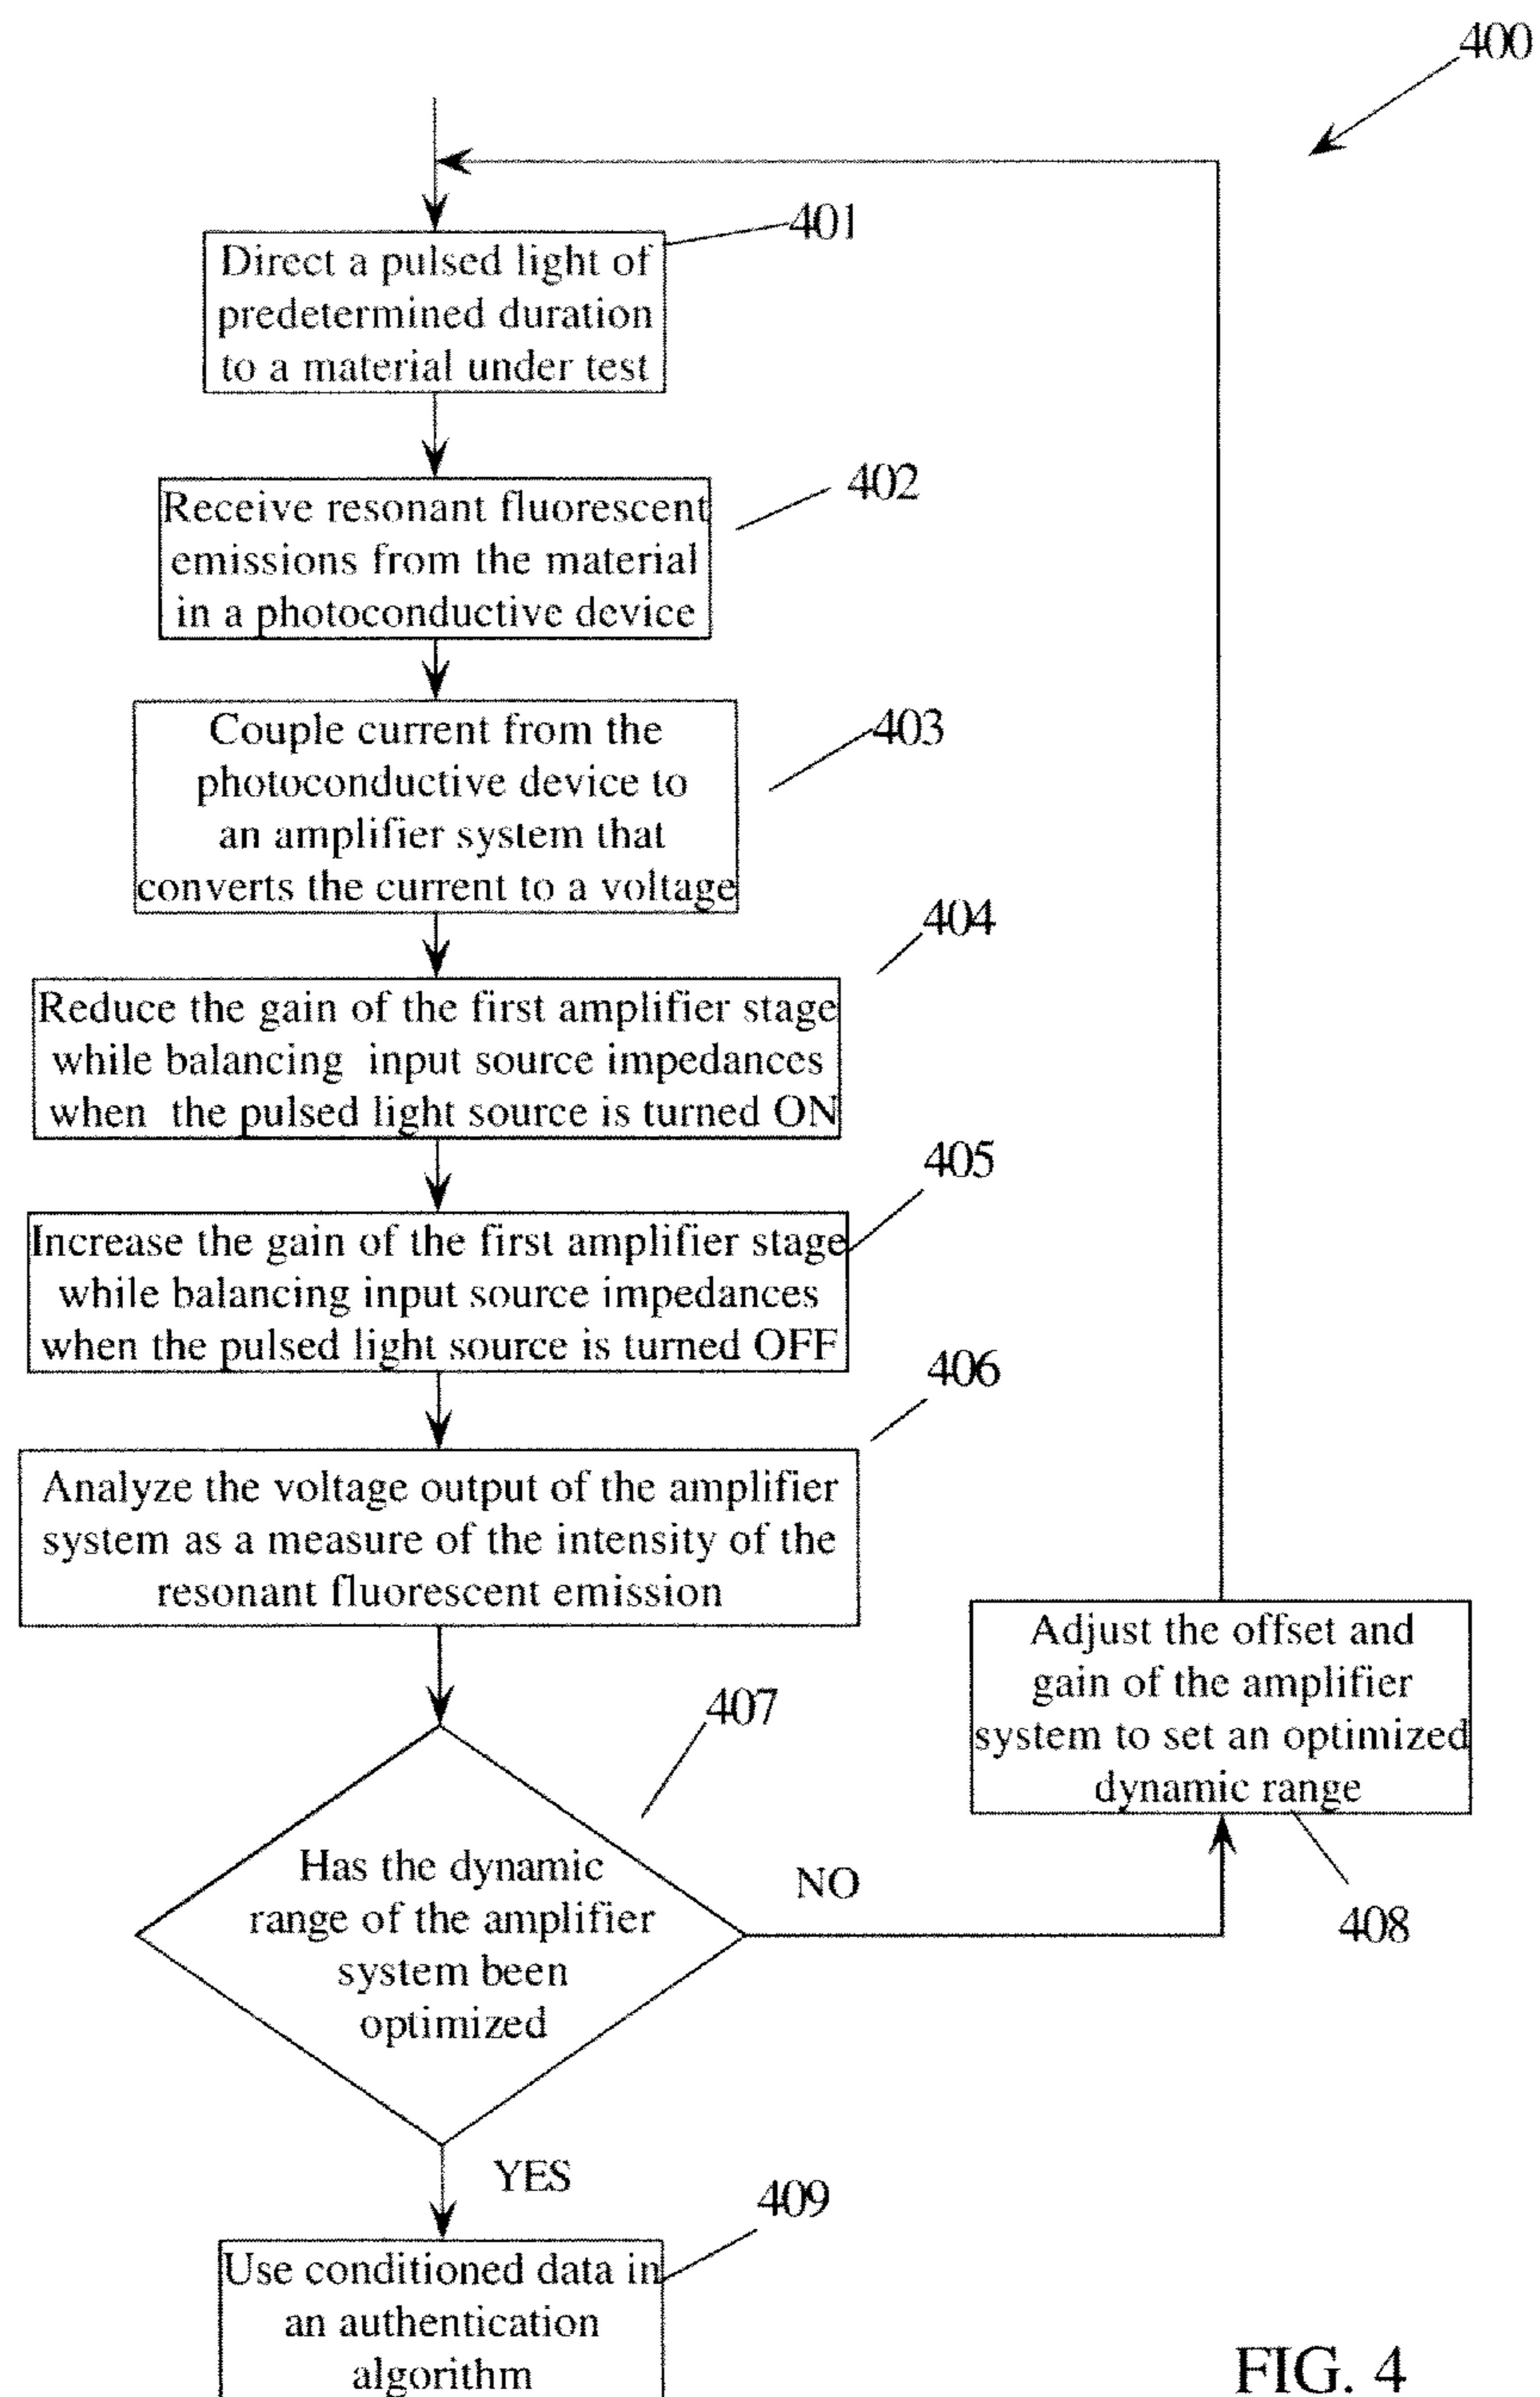 400
401
Direct a pulsed light of
predetermined duration
to a material under test
402
Receive resonant fluorescent
emissions from the material
in a photoconductive device
403
Couple current from the
photoconductive device to
an amplifier system that
converts the current to a voltage
404
Reduce the gain of the first amplifier stage
while balancing input source impedances
when the pulsed light source is turned ON
405
Increase the gain of the first amplifier stage
while balancing input source impedances
when the pulsed light source is turned OFF
406
Analyze the voltage output of the amplifier
system as a measure of the intensity of the
resonant fluorescent emission
407
Has the dynamic
range of the amplifier
system been
optimized
NO
Adjust the offset and
gain of the amplifier
system to set an optimized
dynamic range
408
YES
409
Use conditioned data in
an authentication
algorithm
FIG. 4